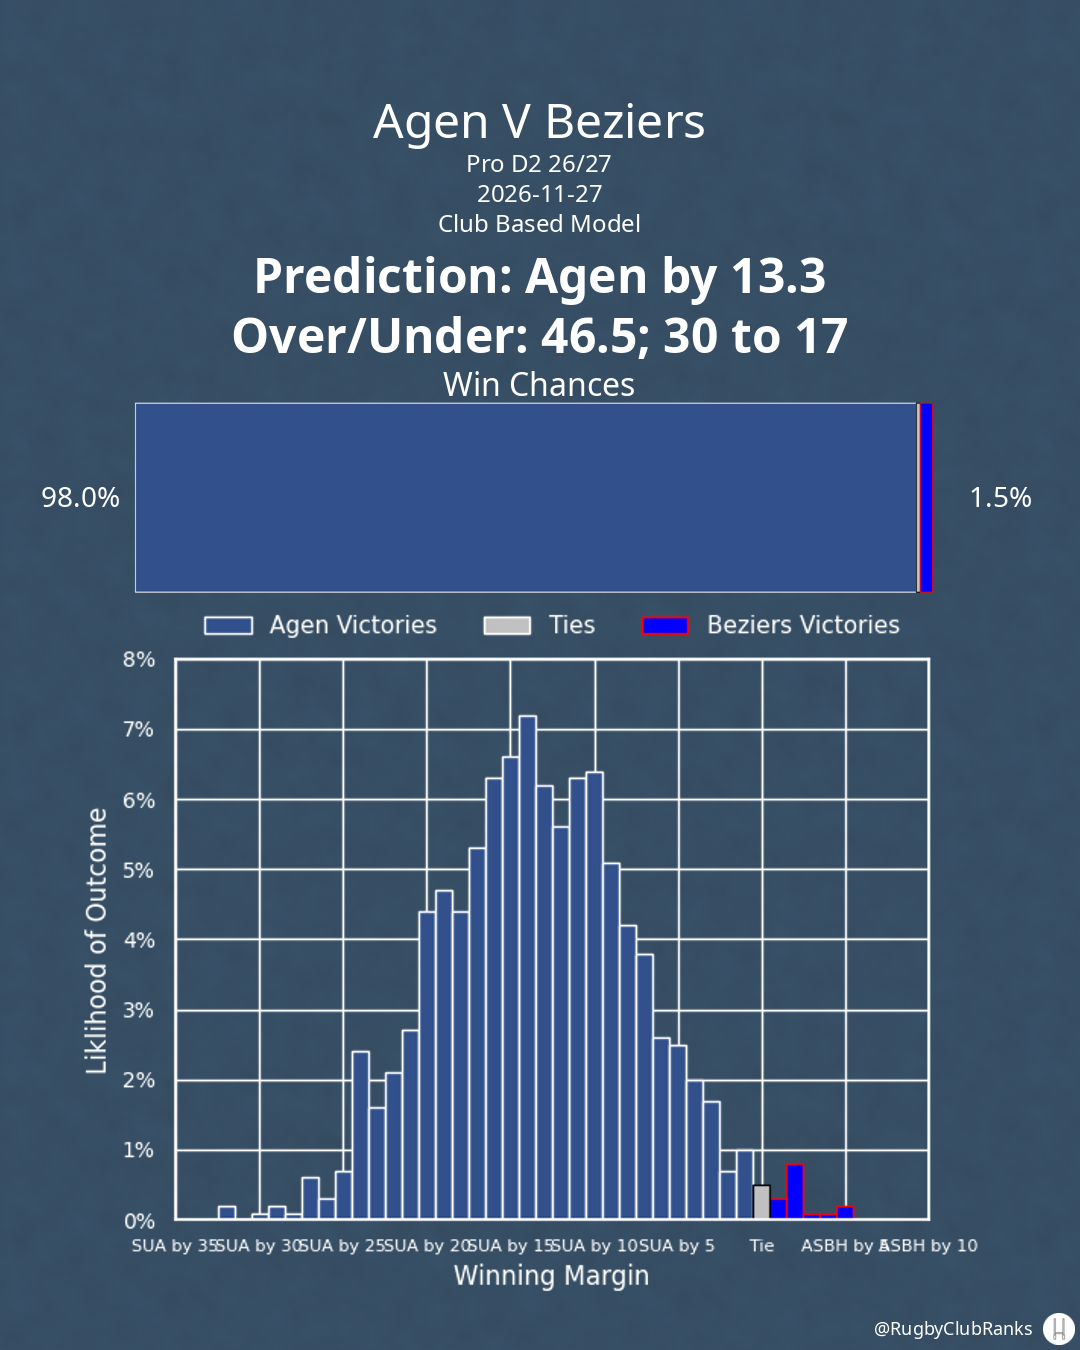 Agen V Beziers
Pro D2 26/27
2026-11-27
Club Based Model
Prediction: Agen by 13.3
Over/Under: 46.5; 30 to 17
Win Chances
98.0%
1.5%
Agen Victories
Ties
Beziers Victories
8%
7%
6%
5%
4%
3%
2%
1%
0%
Liklihood of Outcome
SUA by 35
SUA by 30
SUA by 25
SUA by 20
SUA by 15
SUA by 10
SUA by 5
Tie
ASBH by 5
ASBH by 10
Winning Margin
@RugbyClubRanks